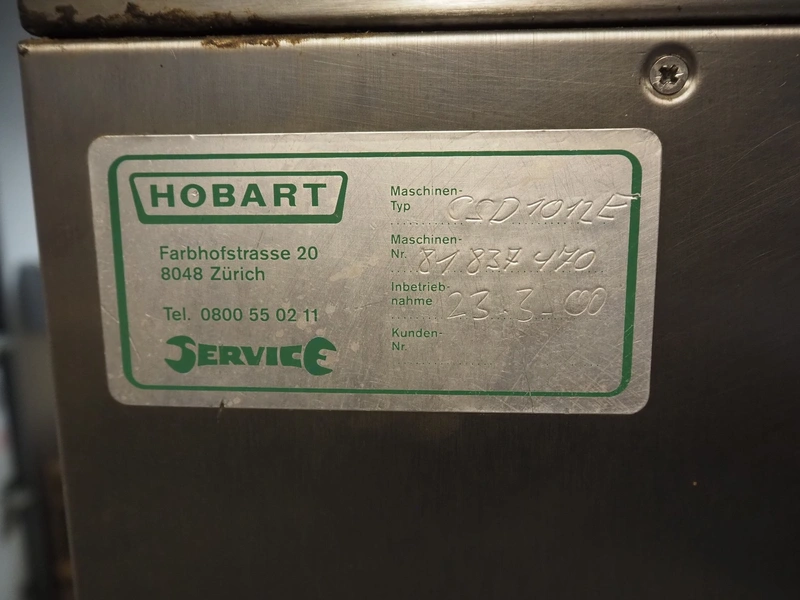 HOBART
Farbhofstrasse 20
8048 Zürich
Tel. 0800 55 02 11
SERVICE
Maschinen-
Typ CSD 1012E
Maschinen-
Nr. 81 837 470
Inbetrieb-
nahme 23-3-00
Kunden-
Nr.